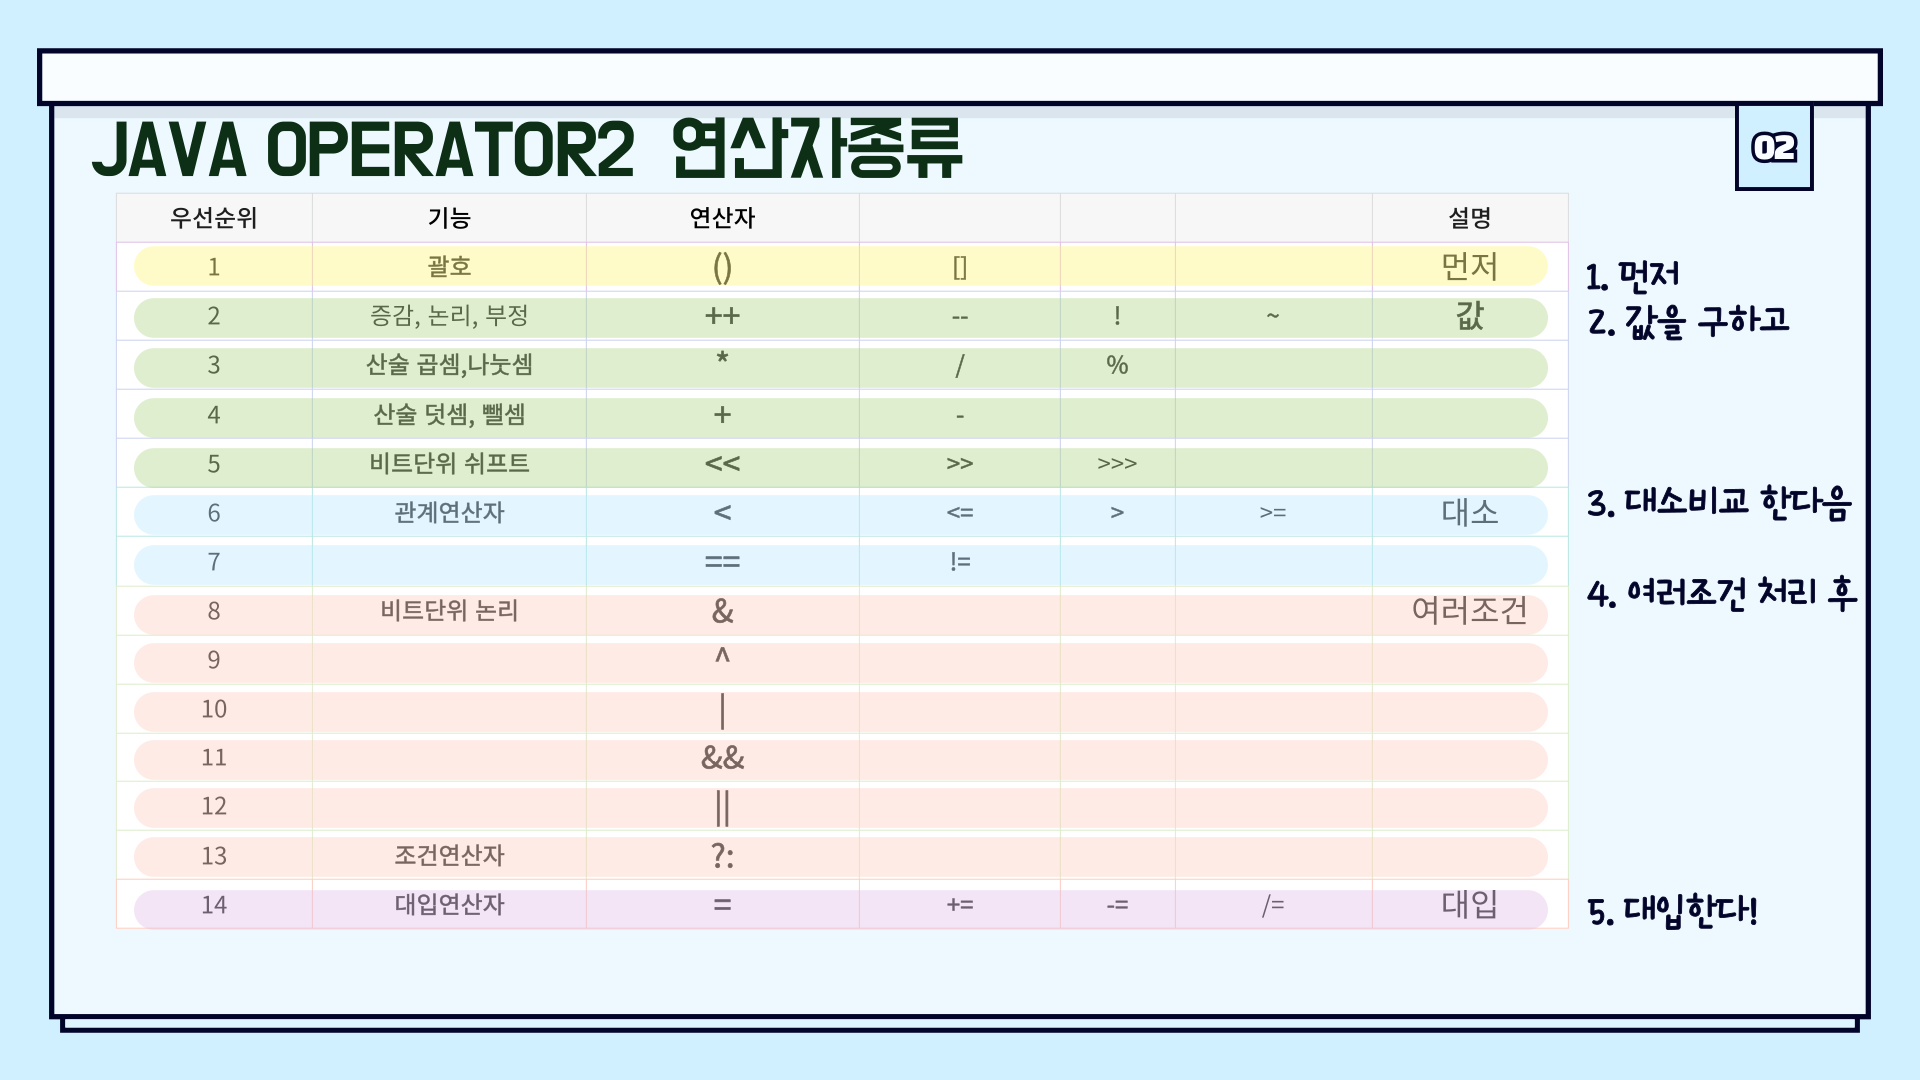 JAVA OPERATOR2 연산자종류
02
우선순위 기능 연산자 설명
1 괄호 () [] 먼저
2 증감, 논리, 부정 ++ -- ! ~ 값
3 산술 곱셈,나눗셈 * / %
4 산술 덧셈, 뺄셈 + -
5 비트단위 쉬프트 << >> >>>
6 관계연산자 < <= > >= 대소
7 == !=
8 비트단위 논리 & 여러조건
9 ^
10 |
11 &&
12 ||
13 조건연산자 ?:
14 대입연산자 = += -= /= 대입
1. 먼저
2. 값을 구하고
3. 대소비교 한다음
4. 여러조건 처리 후
5. 대입한다!